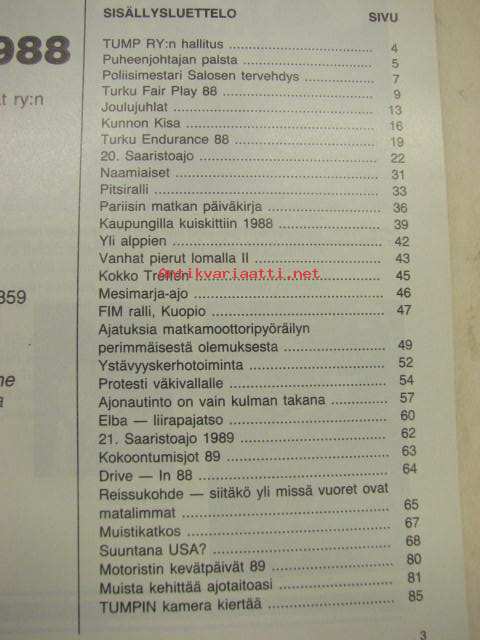 SISÄLLYSLUETTELO SIVU
988
TUMP RY:n hallitus 4
Puheenjohtajan palsta 5
Poliisimestari Salosen tervehdys 7
at ry:n
Turku Fair Play 88 9
Joulujuhlat 13
Kunnon Kisa 16
Turku Endurance 88 19
20. Saaristoajo 22
Naamiaiset 31
Pitsiralli 33
Pariisin matkan päiväkirja 36
Kaupungilla kuiskittiin 1988 39
Yli alppien 42
Vanhat pierut lomalla II 43
Kokko Treffen 45
Antikvariaatti.net
Mesimarja-ajo 46
359
FIM ralli, Kuopio 47
Ajatuksia matkamoottoripyöräilyn
perimmäisestä olemuksesta 49
Ystävyyskerhotoiminta 52
Protesti väkivallalle 54
ne
Ajonautinto on vain kulman takana 57
a
Elba — liirapajatso 60
21. Saaristoajo 1989 62
Kokoontumisjot 89 63
Drive — In 88 64
Reissukohde — siitäkö yli missä vuoret ovat
matalimmat 65
Muistikatkos 67
Suuntana USA? 68
Motoristin kevätpäivät 89 80
Muista kehittää ajotaitoasi 81
TUMPIN kamera kiertää 85
3